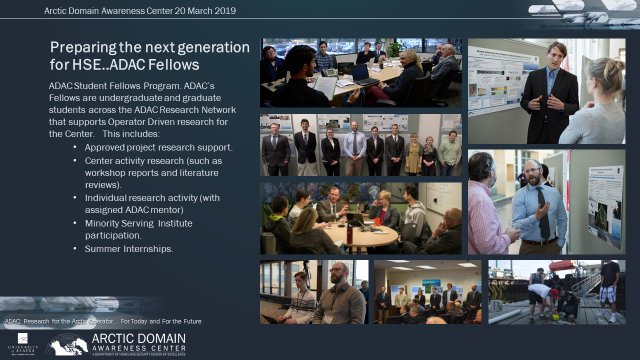 Arctic Domain Awareness Center 20 March 2019
Preparing the next generation
for HSE..ADAC Fellows
ADAC Student Fellows Program. ADAC's
Fellows are undergraduate and graduate
students across the ADAC Research Network
that supports Operator Driven research for
the Center. This includes:
• Approved project research support.
• Center activity research (such as
workshop reports and literature
reviews).
• Individual research activity (with
assigned ADAC mentor)
• Minority Serving Institute
participation.
• Summer Internships.
ADAC: Research for the Arctic Operator... For Today and For the Future
UNIVERSITY
of ALASKA
ARCTIC DOMAIN
AWARENESS CENTER
A DEPARTMENT OF HOMELAND SECURITY CENTER OF EXCELLENCE